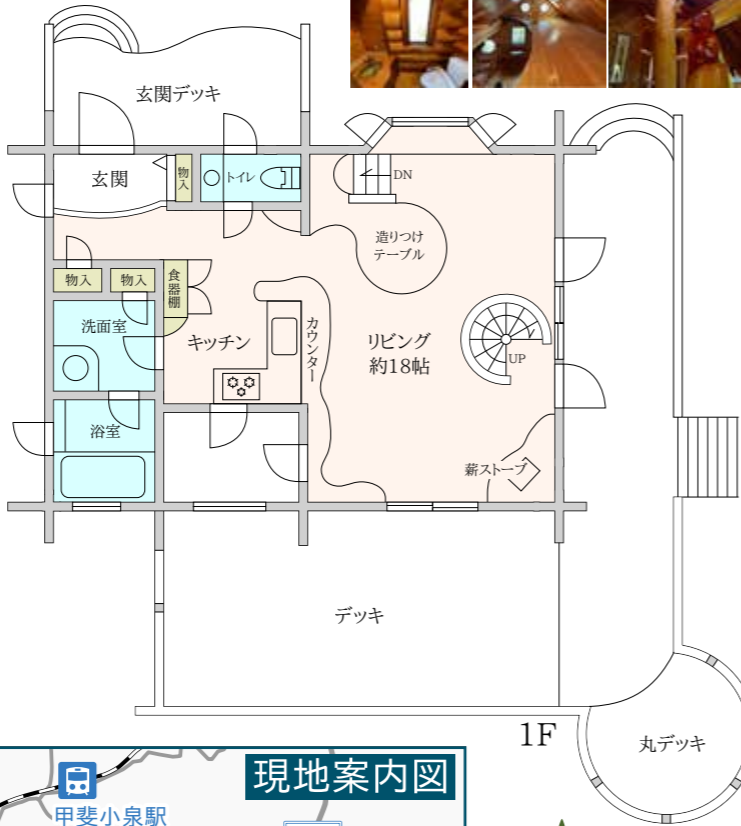 玄関デッキ
玄関
物入
トイレ
DN
造りつけ
テーブル
物入
物入
食器棚
洗面室
キッチン
カウンター
リビング
約18帖
UP
浴室
薪ストーブ
デッキ
1F
丸デッキ
現地案内図
甲斐小泉駅